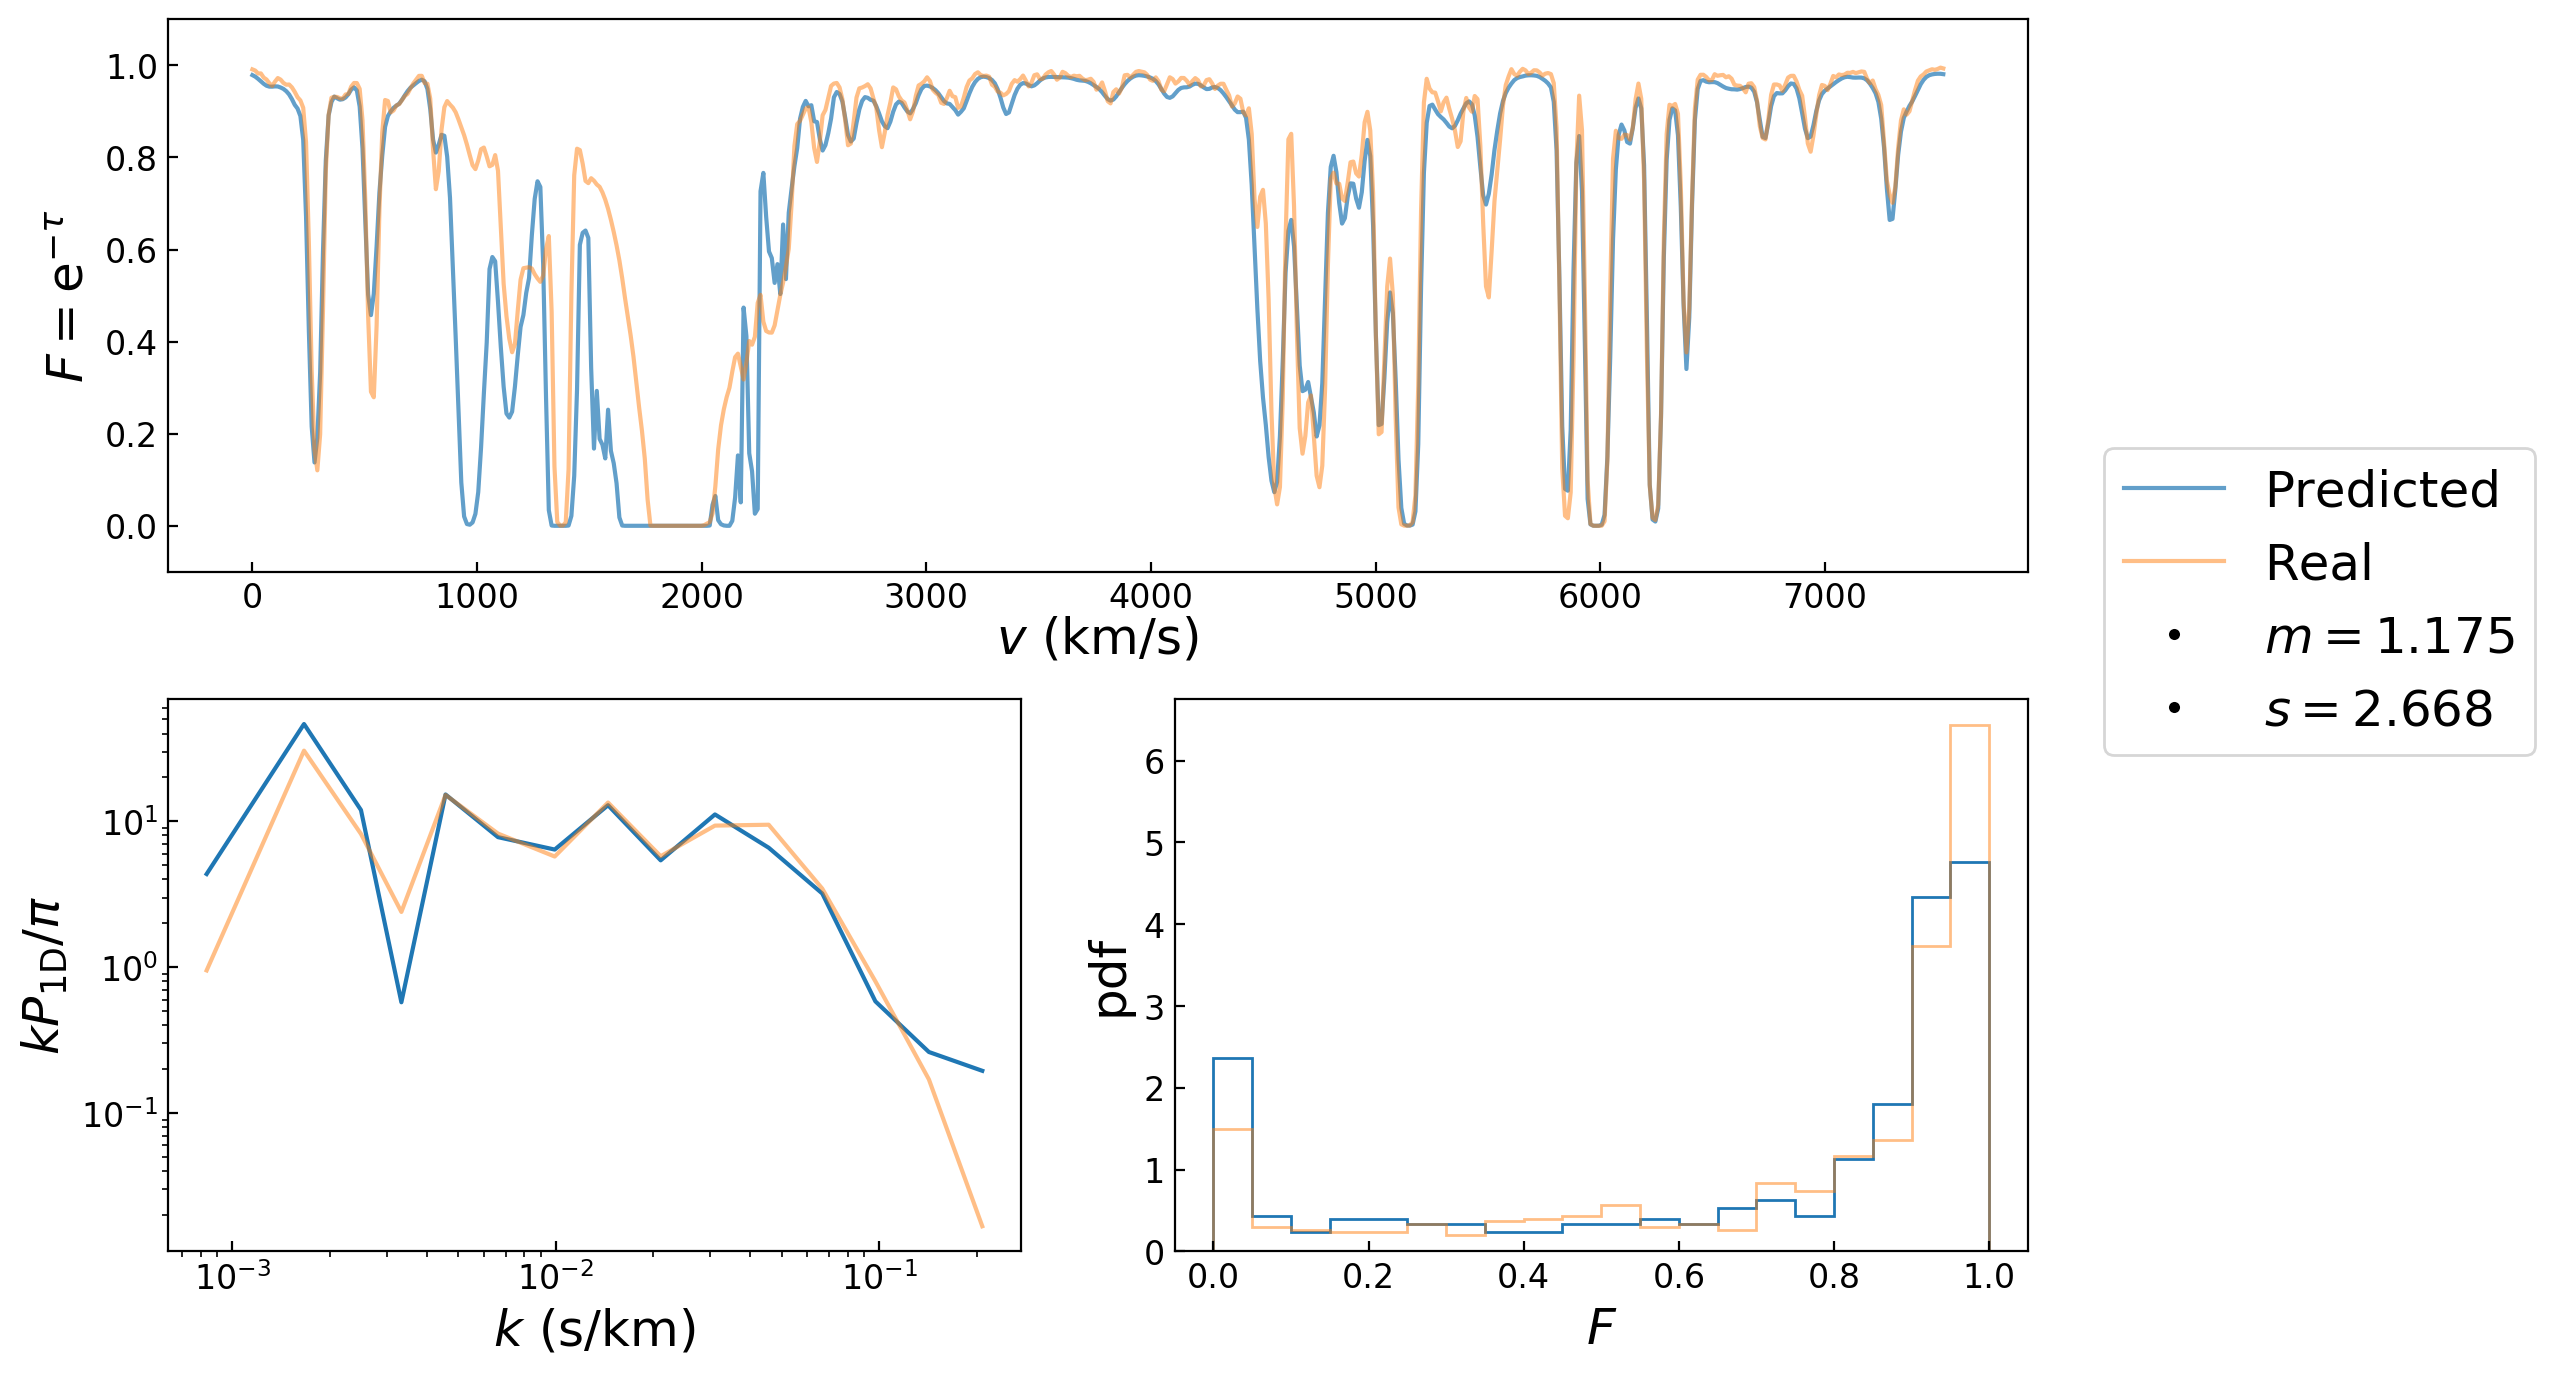 F = e^{−τ}
1.0
0.8
0.6
0.4
0.2
0.0
0 1000 2000 3000 4000 5000 6000 7000
v (km/s)
Predicted
Real
m = 1.175
s = 2.668
kP_{1D}/π
10^1
10^0
10^{−1}
10^{−3} 10^{−2} 10^{−1}
k (s/km)
pdf
6
5
4
3
2
1
0
0.0 0.2 0.4 0.6 0.8 1.0
F